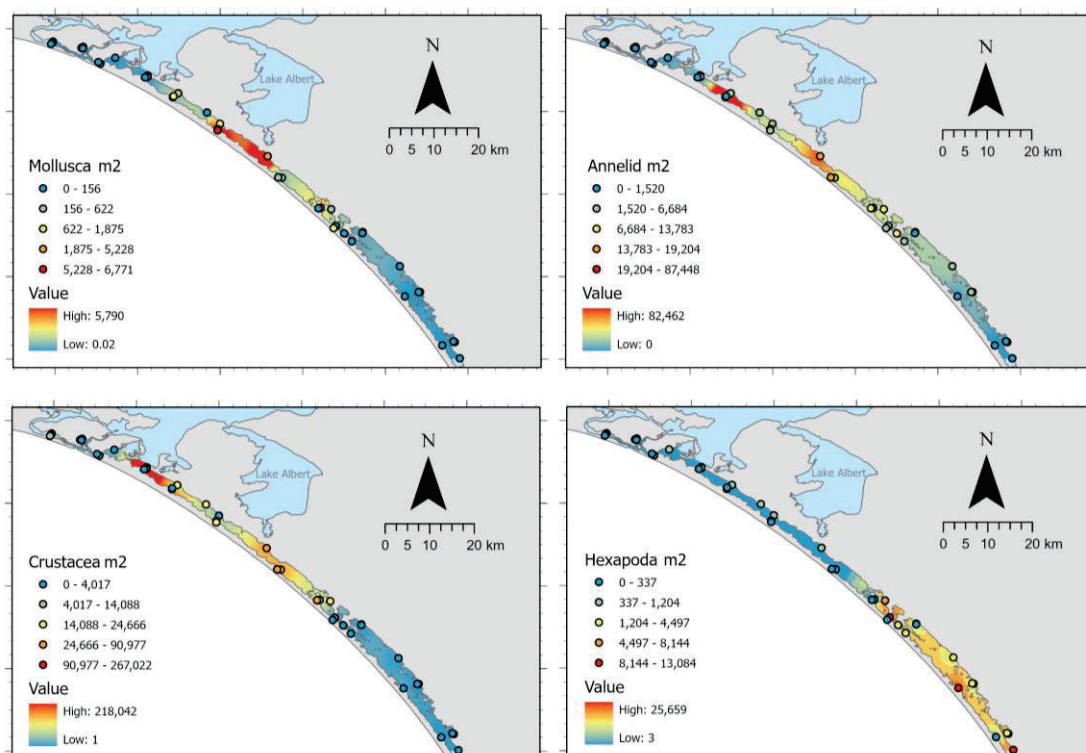 N
Lake Albert
0 5 10 20 km
Mollusca m2
0 - 156
156 - 622
622 - 1,875
1,875 - 5,228
5,228 - 6,771
Value
High: 5,790
Low: 0.02
N
Lake Albert
0 5 10 20 km
Annelid m2
0 - 1,520
1,520 - 6,684
6,684 - 13,783
13,783 - 19,204
19,204 - 87,448
Value
High: 82,462
Low: 0
N
Lake Albert
0 5 10 20 km
Crustacea m2
0 - 4,017
4,017 - 14,088
14,088 - 24,666
24,666 - 90,977
90,977 - 267,022
Value
High: 218,042
Low: 1
N
Lake Albert
0 5 10 20 km
Hexapoda m2
0 - 337
337 - 1,204
1,204 - 4,497
4,497 - 8,144
8,144 - 13,084
Value
High: 25,659
Low: 3